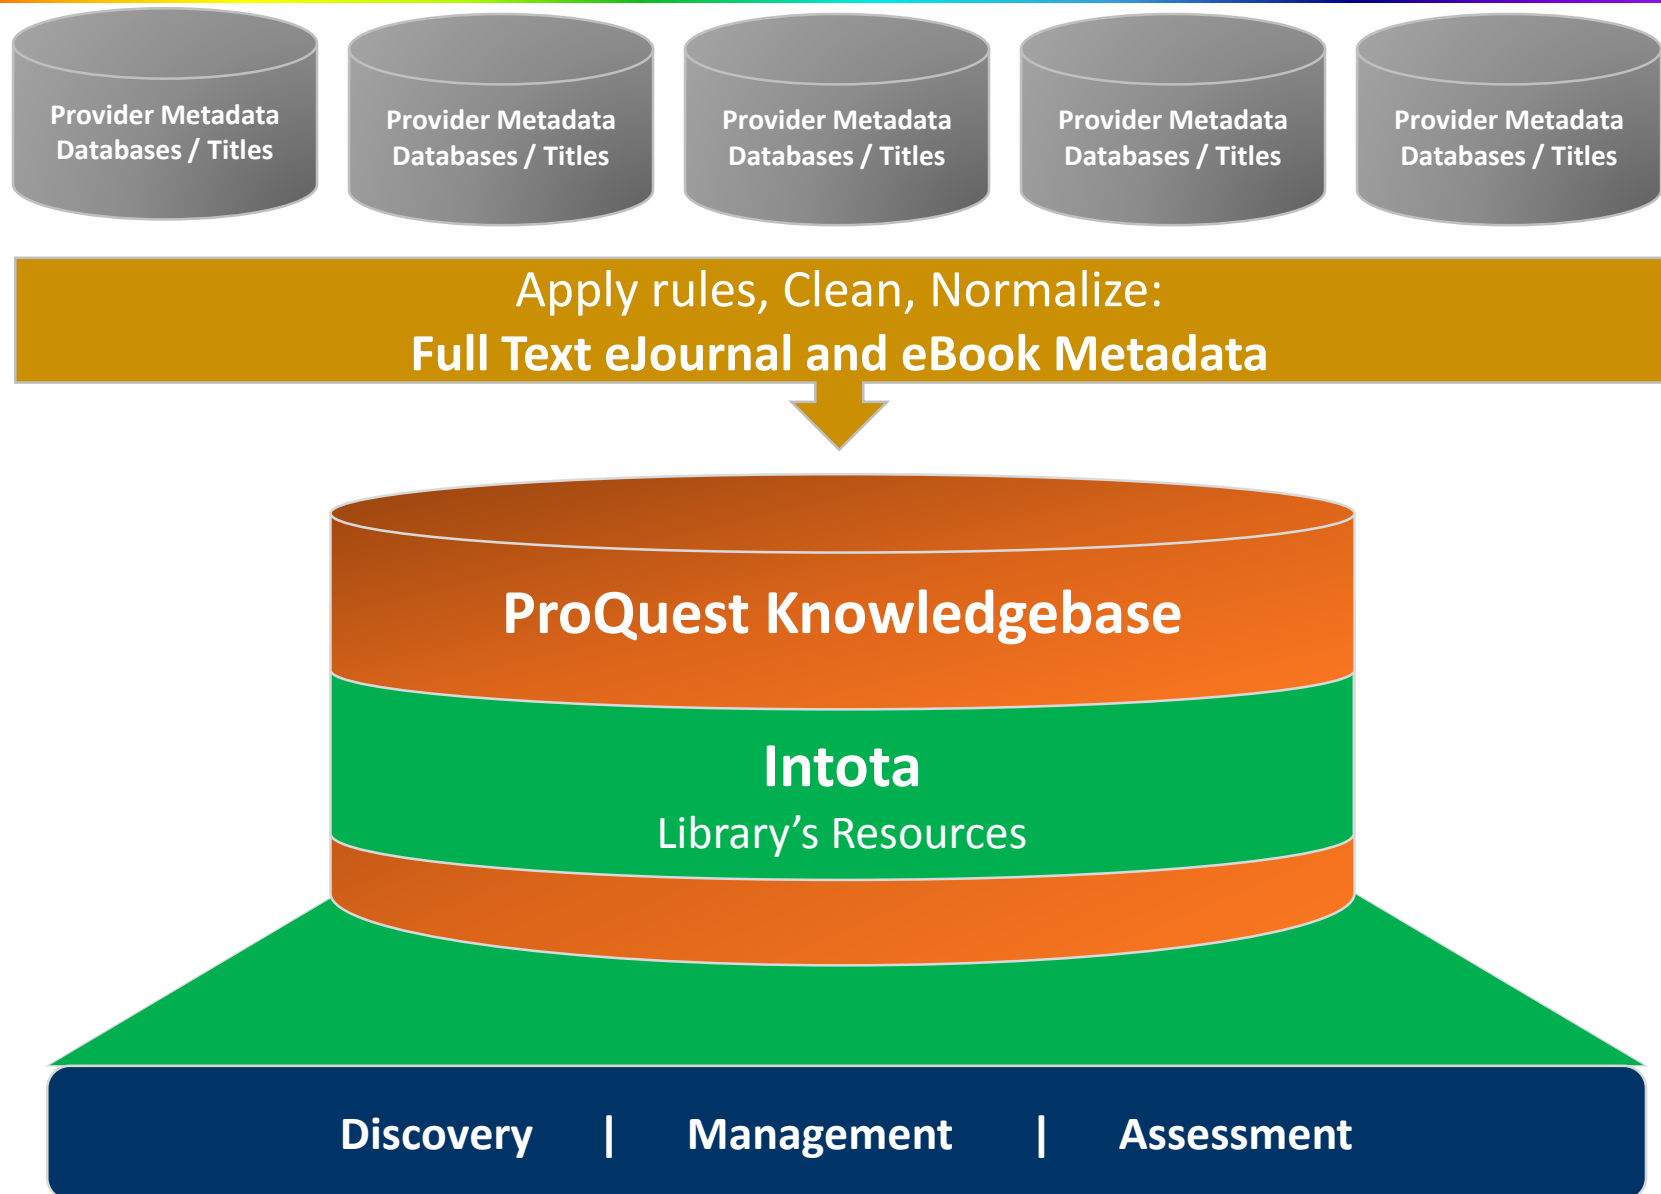 Provider Metadata
Databases / Titles
Provider Metadata
Databases / Titles
Provider Metadata
Databases / Titles
Provider Metadata
Databases / Titles
Provider Metadata
Databases / Titles
Apply rules, Clean, Normalize:
Full Text eJournal and eBook Metadata
ProQuest Knowledgebase
Intota
Library’s Resources
Discovery | Management | Assessment